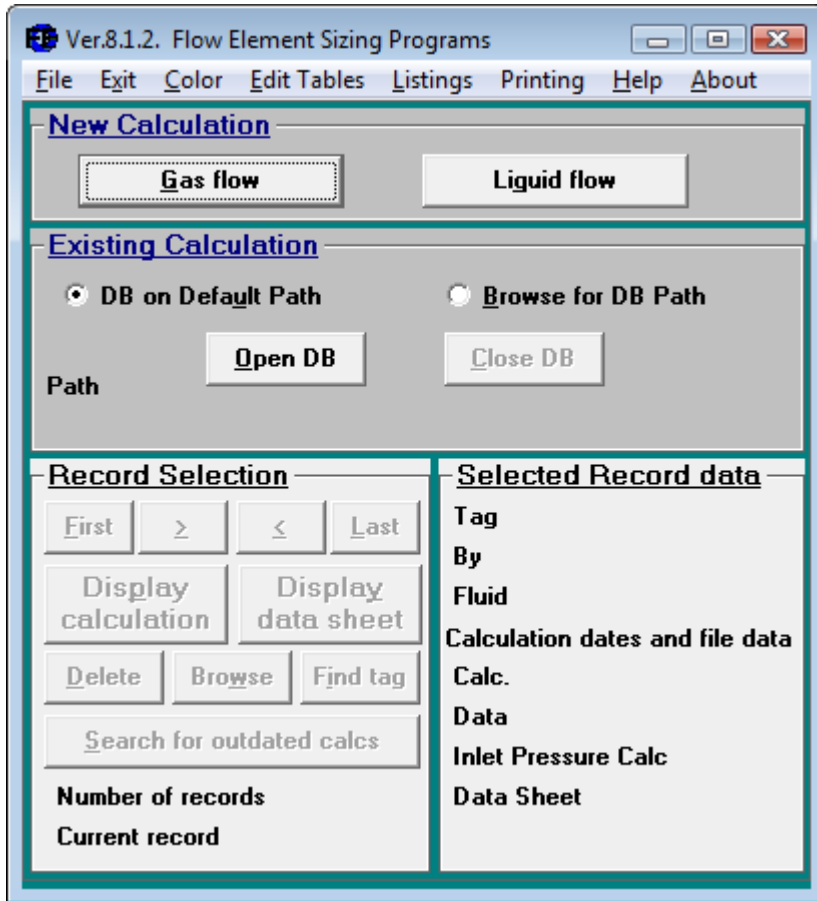 Ver.8.1.2. Flow Element Sizing Programs
File Exit Color Edit Tables Listings Printing Help About
New Calculation
Gas flow Liguid flow
Existing Calculation
DB on Default Path Browse for DB Path
Open DB Close DB
Path
Record Selection
First > < Last
Display calculation Display data sheet
Delete Browse Find tag
Search for outdated calcs
Number of records
Current record
Selected Record data
Tag
By
Fluid
Calculation dates and file data
Calc.
Data
Inlet Pressure Calc
Data Sheet